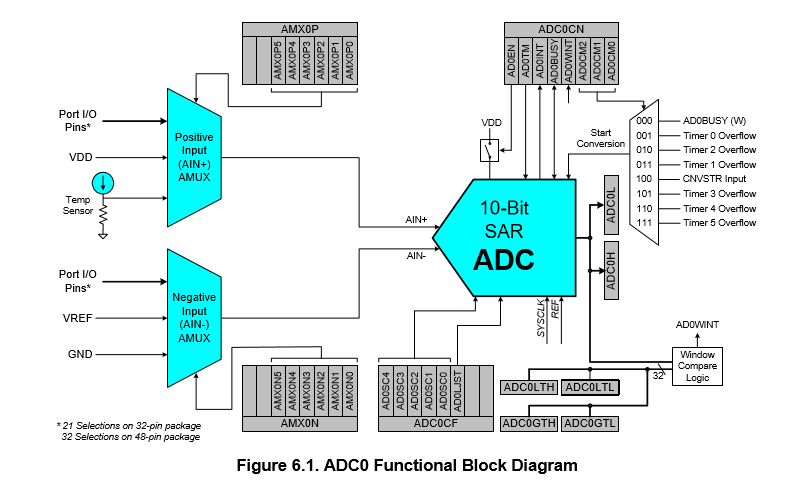 AMX0P
AMX0P5
AMX0P4
AMX0P3
AMX0P2
AMX0P1
AMX0P0
ADC0CN
AD0EN
AD0TM
AD0INT
AD0BUSY
AD0WINT
AD0CM2
AD0CM1
AD0CM0
Port I/O
Pins*
VDD
Temp
Sensor
Positive
Input
(AIN+)
AMUX
VDD
Start
Conversion
000 AD0BUSY (W)
001 Timer 0 Overflow
010 Timer 2 Overflow
011 Timer 1 Overflow
100 CNVSTR Input
101 Timer 3 Overflow
110 Timer 4 Overflow
111 Timer 5 Overflow
AIN+
AIN-
10-Bit
SAR
ADC
ADC0L
ADC0H
Port I/O
Pins*
VREF
GND
Negative
Input
(AIN-)
AMUX
SYSCLK
REF
AD0WINT
Window
Compare
Logic
32
AMX0N5
AMX0N4
AMX0N3
AMX0N2
AMX0N1
AMX0N0
AMX0N
AD0SC4
AD0SC3
AD0SC2
AD0SC1
AD0SC0
AD0LJST
ADC0CF
ADC0LTH
ADC0LTL
ADC0GTH
ADC0GTL
* 21 Selections on 32-pin package
32 Selections on 48-pin package
Figure 6.1. ADC0 Functional Block Diagram